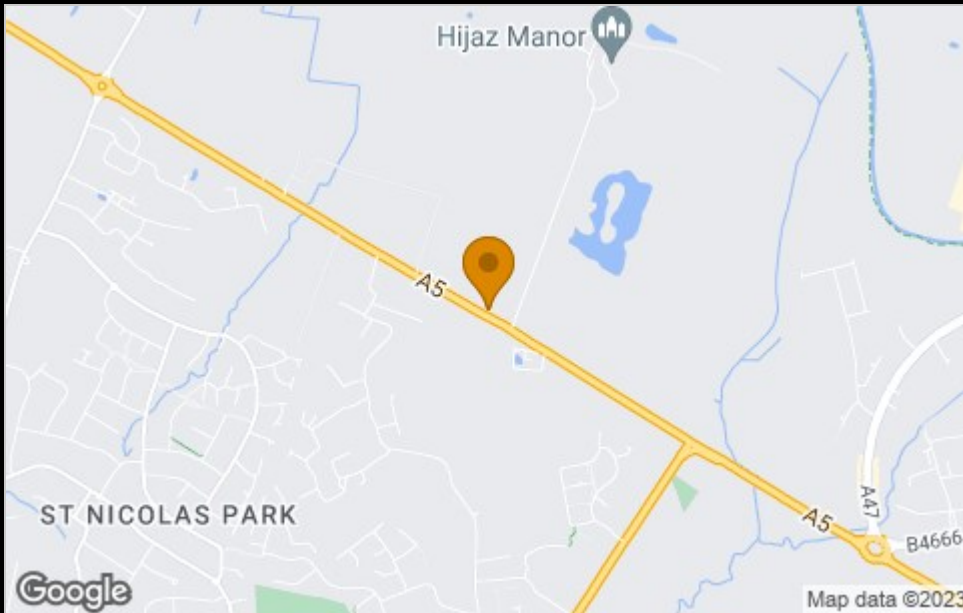 Hijaz Manor
A5
ST NICOLAS PARK
A47
A5
B4666
Google
Map data ©2023